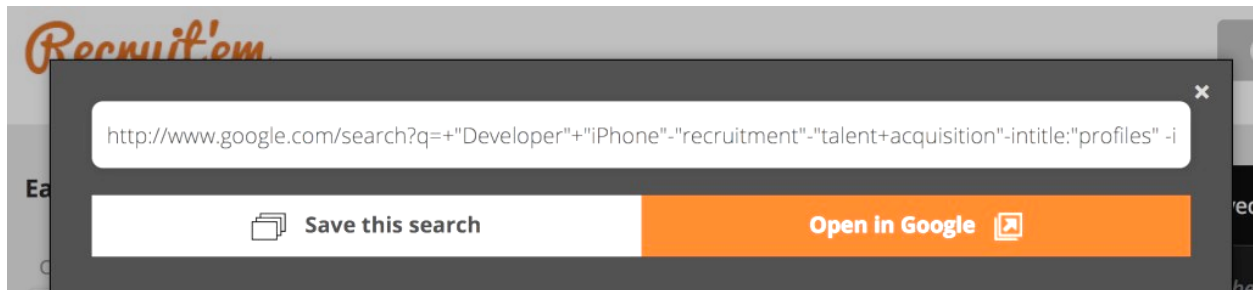 Recruit'em
×
http://www.google.com/search?q=+"Developer"+"iPhone"-"recruitment"-"talent+acquisition"-intitle:"profiles" -i
Ea
Save this search
Open in Google